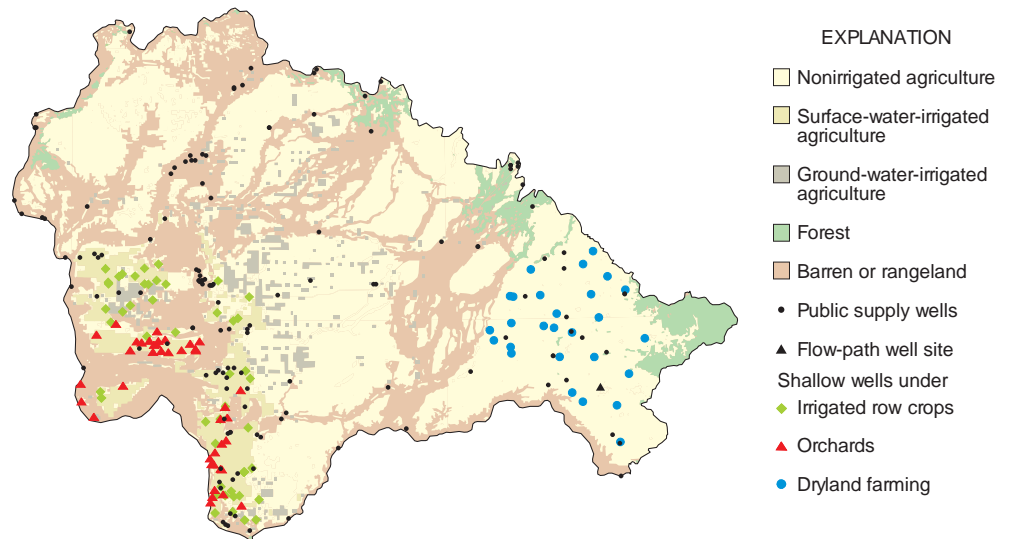 EXPLANATION
Nonirrigated agriculture
Surface-water-irrigated
agriculture
Ground-water-irrigated
agriculture
Forest
Barren or rangeland
Public supply wells
Flow-path well site
Shallow wells under
Irrigated row crops
Orchards
Dryland farming